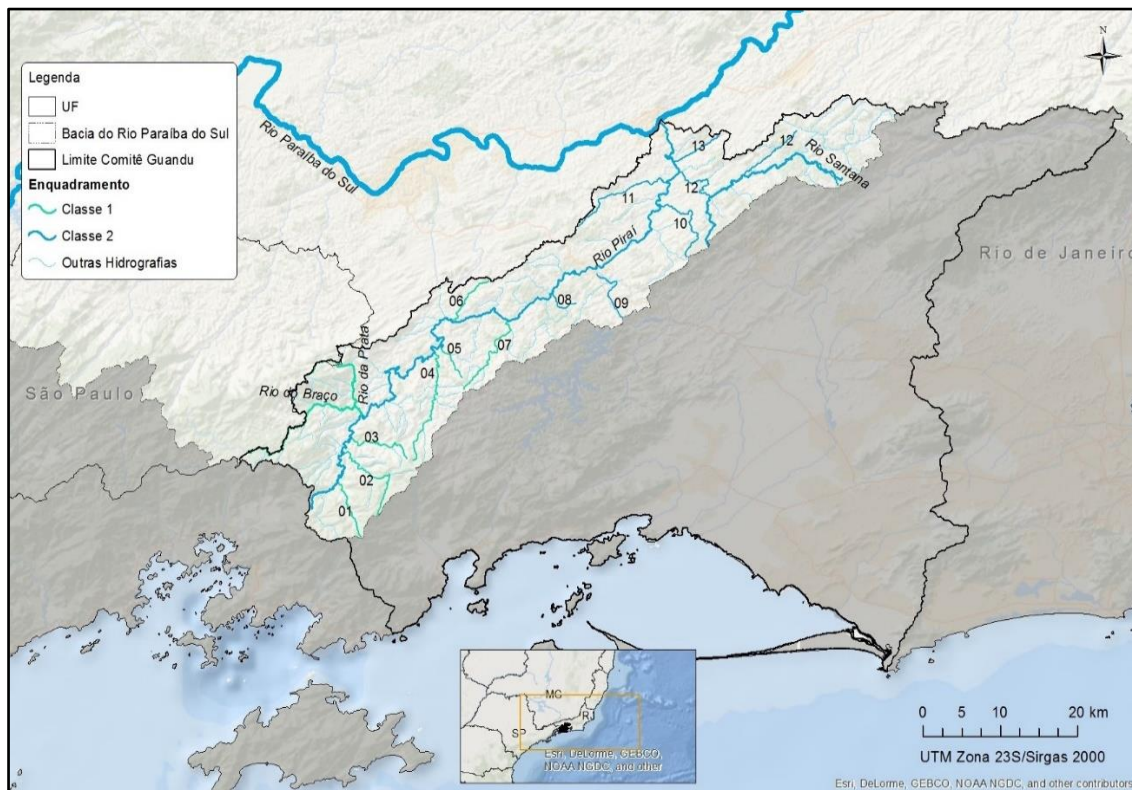 N
Legenda
UF
Bacia do Rio Paraíba do Sul
Limite Comitê Guandu
Enquadramento
Classe 1
Classe 2
Outras Hidrografias
Rio Paraíba do Sul
13
12
Rio Santana
12
11
10
Rio Piraí
Rio de Janeiro
09
08
06
07
05
04
Rio da Prata
Rio do Braço
São Paulo
03
02
01
MG
RJ
SP
Esri, DeLorme, GEBCO,
NOAA NGDC, and other
0 5 10 20 km
UTM Zona 23S/Sirgas 2000
Esri, DeLorme, GEBCO, NOAA NGDC, and other contributors